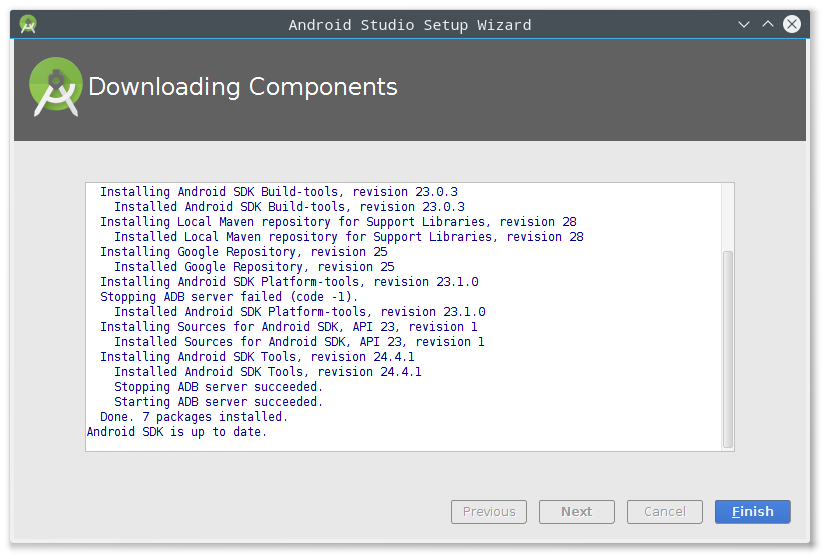 Android Studio Setup Wizard
Downloading Components
Installing Android SDK Build-tools, revision 23.0.3
Installed Android SDK Build-tools, revision 23.0.3
Installing Local Maven repository for Support Libraries, revision 28
Installed Local Maven repository for Support Libraries, revision 28
Installing Google Repository, revision 25
Installed Google Repository, revision 25
Installing Android SDK Platform-tools, revision 23.1.0
Stopping ADB server failed (code -1).
Installed Android SDK Platform-tools, revision 23.1.0
Installing Sources for Android SDK, API 23, revision 1
Installed Sources for Android SDK, API 23, revision 1
Installing Android SDK Tools, revision 24.4.1
Installed Android SDK Tools, revision 24.4.1
Stopping ADB server succeeded.
Starting ADB server succeeded.
Done. 7 packages installed.
Android SDK is up to date.
Previous Next Cancel Finish